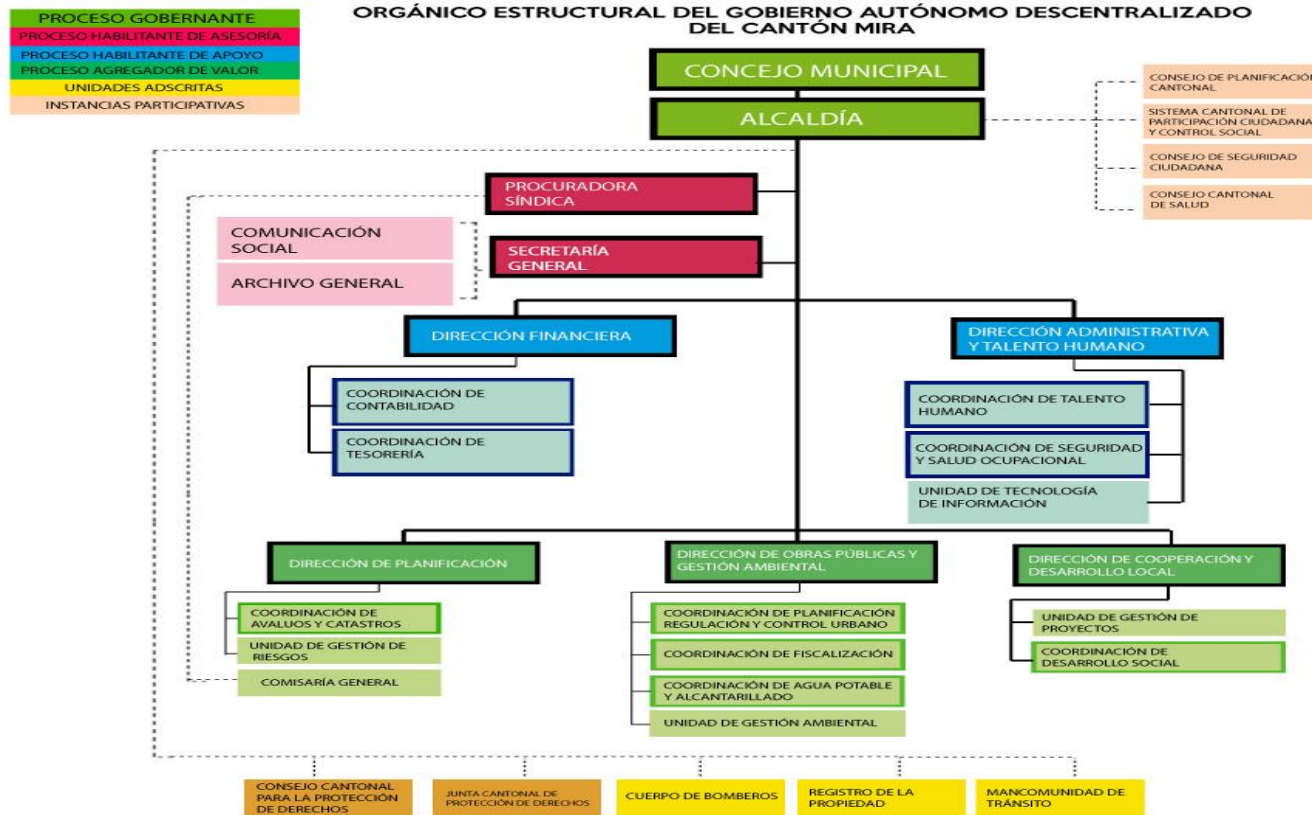 PROCESO GOBERNANTE
PROCESO HABILITANTE DE ASESORÍA
PROCESO HABILITANTE DE APOYO
PROCESO AGREGADOR DE VALOR
UNIDADES ADSCRITAS
INSTANCIAS PARTICIPATIVAS
ORGÁNICO ESTRUCTURAL DEL GOBIERNO AUTÓNOMO DESCENTRALIZADO
DEL CANTÓN MIRA
CONCEJO MUNICIPAL
ALCALDÍA
CONSEJO DE PLANIFICACIÓN
CANTONAL
SISTEMA CANTONAL DE
PARTICIPACIÓN CIUDADANA
Y CONTROL SOCIAL
CONSEJO DE SEGURIDAD
CIUDADANA
CONSEJO CANTONAL
DE SALUD
PROCURADORA
SÍNDICA
COMUNICACIÓN
SOCIAL
ARCHIVO GENERAL
SECRETARÍA
GENERAL
DIRECCIÓN FINANCIERA
DIRECCIÓN ADMINISTRATIVA
Y TALENTO HUMANO
COORDINACIÓN DE
CONTABILIDAD
COORDINACIÓN DE
TESORERÍA
COORDINACIÓN DE TALENTO
HUMANO
COORDINACIÓN DE SEGURIDAD
Y SALUD OCUPACIONAL
UNIDAD DE TECNOLOGÍA
DE INFORMACIÓN
DIRECCIÓN DE PLANIFICACIÓN
DIRECCIÓN DE OBRAS PÚBLICAS Y
GESTIÓN AMBIENTAL
DIRECCIÓN DE COOPERACIÓN Y
DESARROLLO LOCAL
COORDINACIÓN DE
AVALUOS Y CATASTROS
UNIDAD DE GESTIÓN DE
RIESGOS
COMISARÍA GENERAL
COORDINACIÓN DE PLANIFICACIÓN
REGULACIÓN Y CONTROL URBANO
COORDINACIÓN DE FISCALIZACIÓN
COORDINACIÓN DE AGUA POTABLE
Y ALCANTARILLADO
UNIDAD DE GESTIÓN AMBIENTAL
UNIDAD DE GESTIÓN DE
PROYECTOS
COORDINACIÓN DE
DESARROLLO SOCIAL
CONSEJO CANTONAL
PARA LA PROTECCIÓN
DE DERECHOS
JUNTA CANTONAL DE
PROTECCIÓN DE DERECHOS
CUERPO DE BOMBEROS
REGISTRO DE LA
PROPIEDAD
MANCOMUNIDAD DE
TRÁNSITO